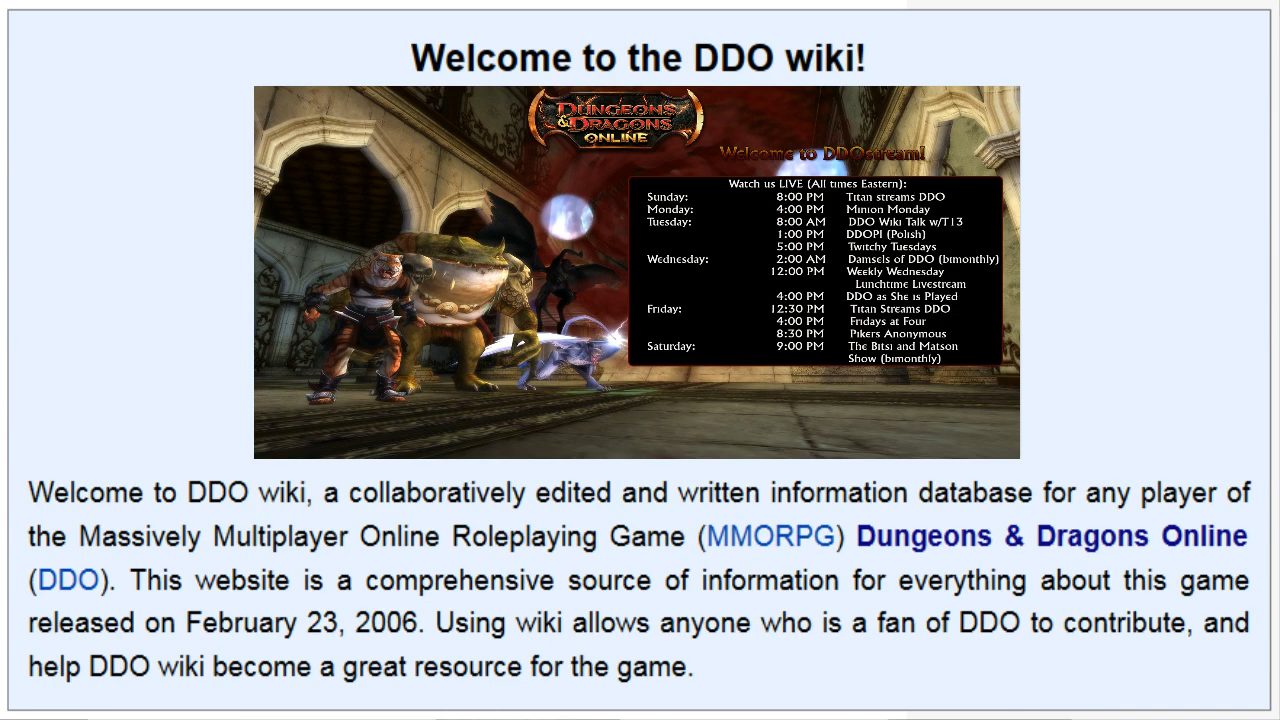 Welcome to the DDO wiki!
DUNGEONS
& DRAGONS
ONLINE
Welcome to DDOstream!
Watch us LIVE (All times Eastern):
Sunday: 8:00 PM Titan streams DDO
Monday: 4:00 PM Minion Monday
Tuesday: 8:00 AM DDO Wiki Talk w/T13
1:00 PM DDOPl (Polish)
5:00 PM Twitchy Tuesdays
Wednesday: 2:00 AM Damsels of DDO (bimonthly)
12:00 PM Weekly Wednesday
Lunchtime Livestream
4:00 PM DDO as She is Played
Friday: 12:30 PM Titan Streams DDO
4:00 PM Fridays at Four
8:30 PM Pikers Anonymous
Saturday: 9:00 PM The Bitsi and Matson
Show (bimonthly)
Welcome to DDO wiki, a collaboratively edited and written information database for any player of
the Massively Multiplayer Online Roleplaying Game (MMORPG) Dungeons & Dragons Online
(DDO). This website is a comprehensive source of information for everything about this game
released on February 23, 2006. Using wiki allows anyone who is a fan of DDO to contribute, and
help DDO wiki become a great resource for the game.